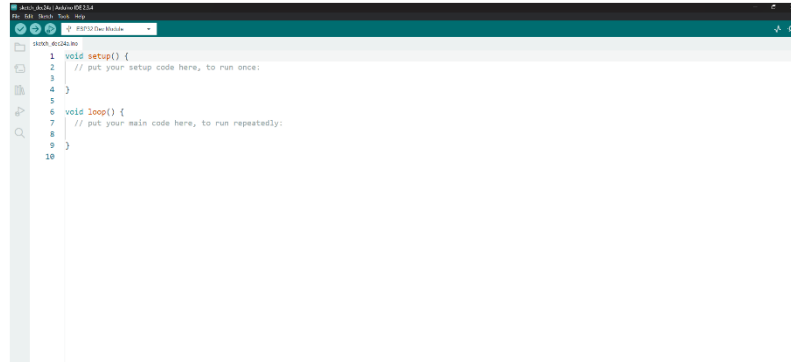 sketch_dec24a | Arduino IDE 2.3.4
File Edit Sketch Tools Help
ESP32 Dev Module
sketch_dec24a.ino
1 void setup() {
2 // put your setup code here, to run once:
3
4 }
5
6 void loop() {
7 // put your main code here, to run repeatedly:
8
9 }
10